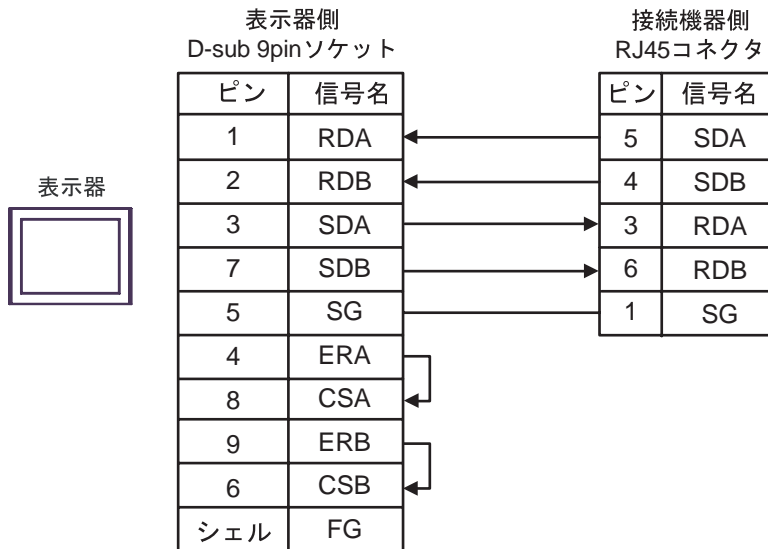 表示器側
D-sub 9pinソケット
接続機器側
RJ45コネクタ
ピン 信号名 ピン 信号名
1 RDA 5 SDA
2 RDB 4 SDB
表示器
3 SDA 3 RDA
7 SDB 6 RDB
5 SG 1 SG
4 ERA
8 CSA
9 ERB
6 CSB
シェル FG